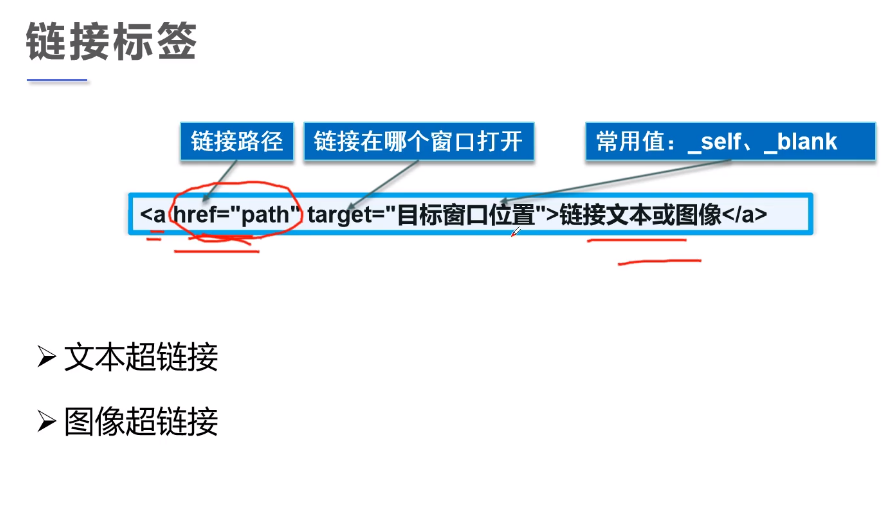 链接标签
链接路径
链接在哪个窗口打开
常用值：_self、_blank
<a href="path" target="目标窗口位置">链接文本或图像</a>
文本超链接
图像超链接